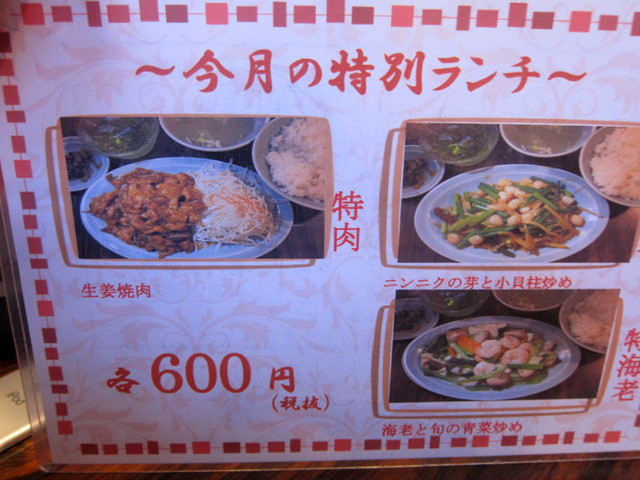 ~今月の特別ランチ~
特肉
生姜焼肉
ニンニクの芽と小貝柱炒め
特海老
海老と旬の青菜炒め
各600円
(税抜)